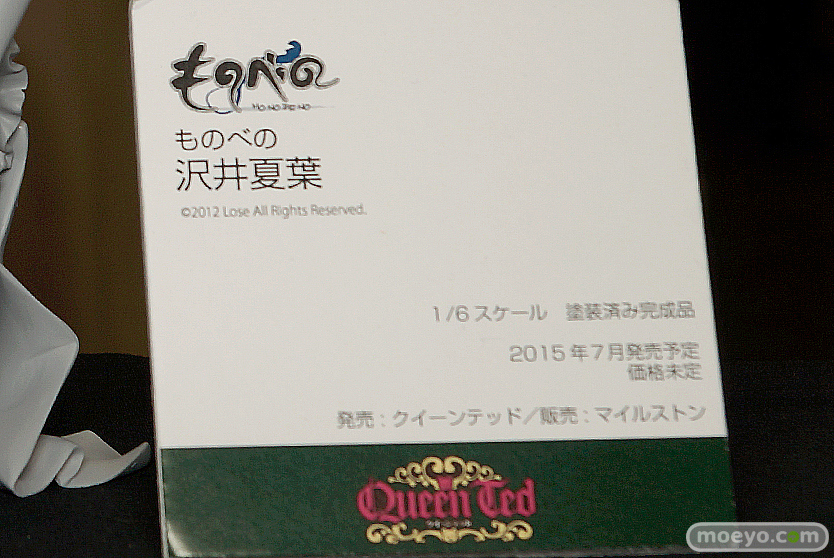 ものべの
MO NO BE NO
ものべの
沢井夏葉
©2012 Lose All Rights Reserved.
1/6スケール　塗装済み完成品
2015年7月発売予定
価格未定
発売：クイーンテッド／販売：マイルストン
Queen Ted
moeyo.com